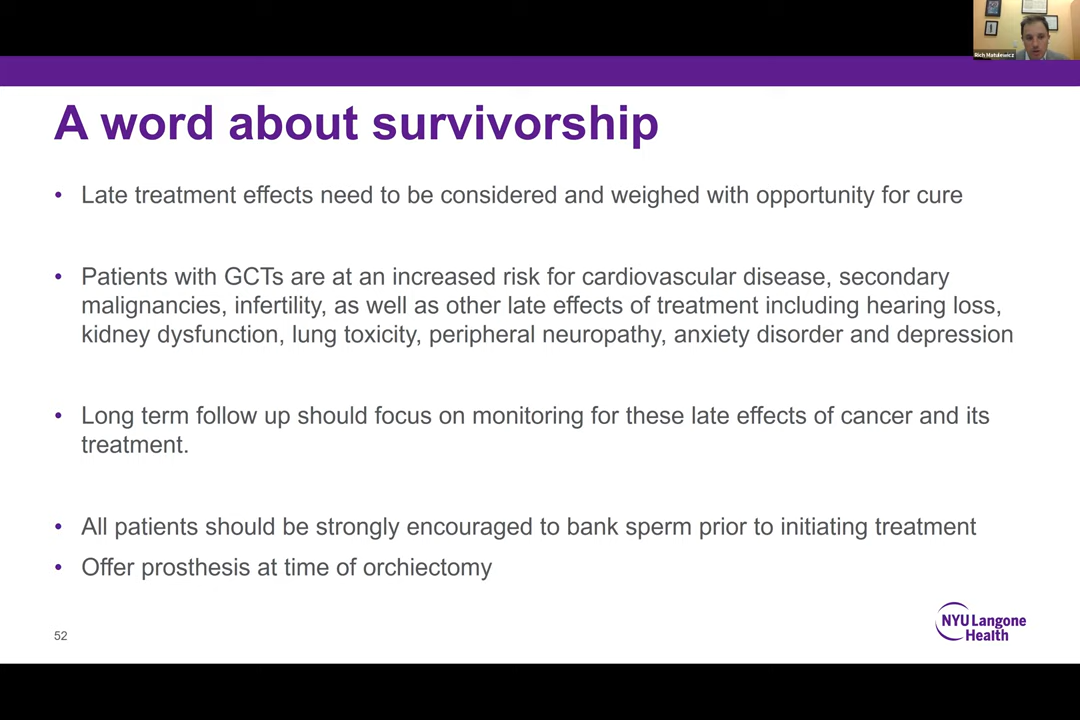 Rich Matulewicz
A word about survivorship
• Late treatment effects need to be considered and weighed with opportunity for cure
• Patients with GCTs are at an increased risk for cardiovascular disease, secondary
malignancies, infertility, as well as other late effects of treatment including hearing loss,
kidney dysfunction, lung toxicity, peripheral neuropathy, anxiety disorder and depression
• Long term follow up should focus on monitoring for these late effects of cancer and its
treatment.
• All patients should be strongly encouraged to bank sperm prior to initiating treatment
• Offer prosthesis at time of orchiectomy
52
NYU Langone
Health